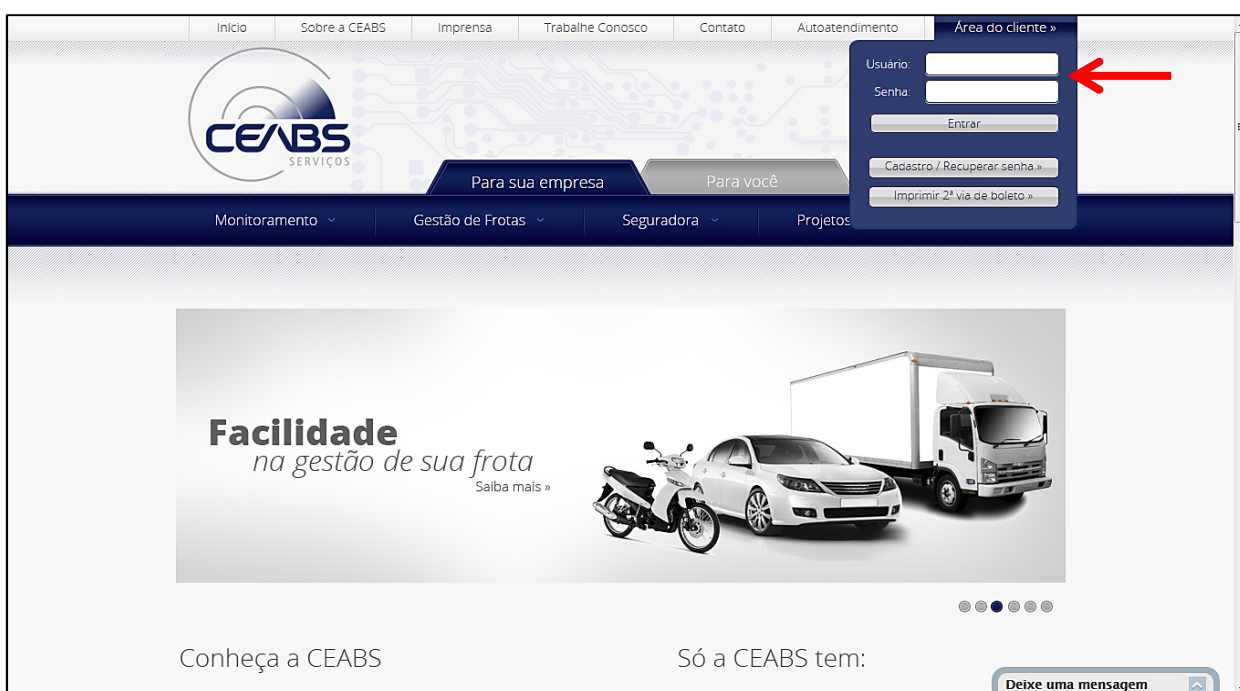 Início Sobre a CEABS Imprensa Trabalhe Conosco Contato Autoatendimento Área do cliente »
Usuário:
Senha:
Entrar
Cadastro / Recuperar senha »
Imprimir 2ª via de boleto »
CEABS
SERVIÇOS
Para sua empresa Para você
Monitoramento Gestão de Frotas Seguradora Projetos
Facilidade
na gestão de sua frota
Saiba mais »
Conheça a CEABS Só a CEABS tem:
Deixe uma mensagem